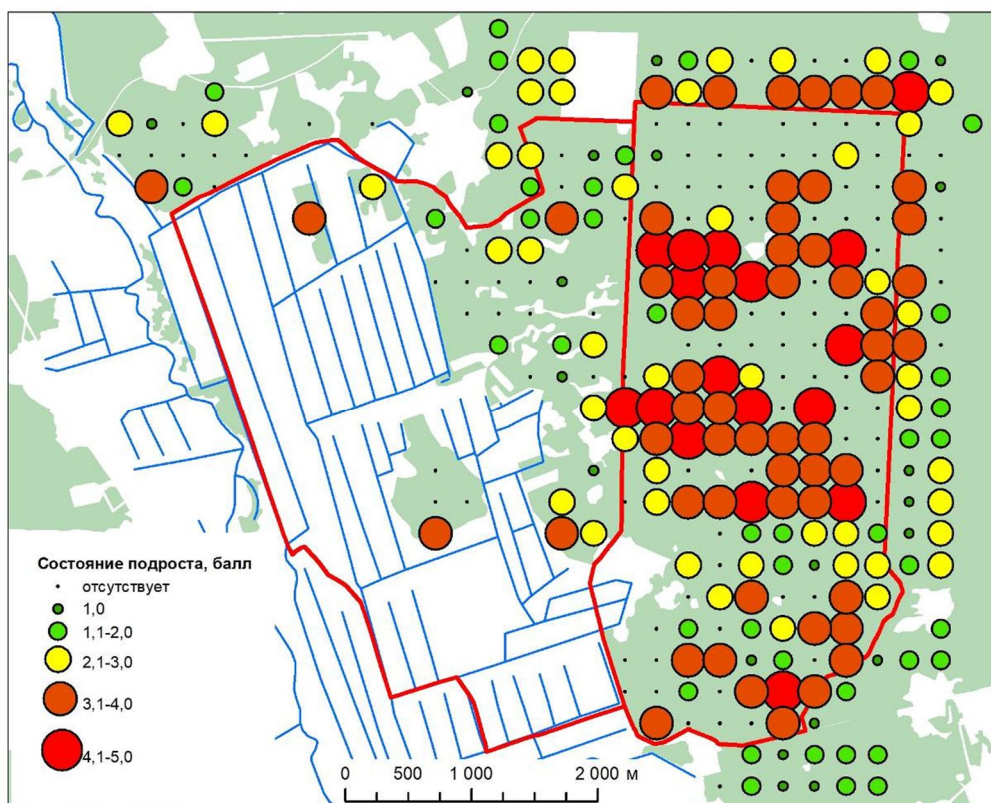 Состояние подроста, балл
отсутствует
1,0
1,1-2,0
2,1-3,0
3,1-4,0
4,1-5,0
0 500 1 000 2 000 м